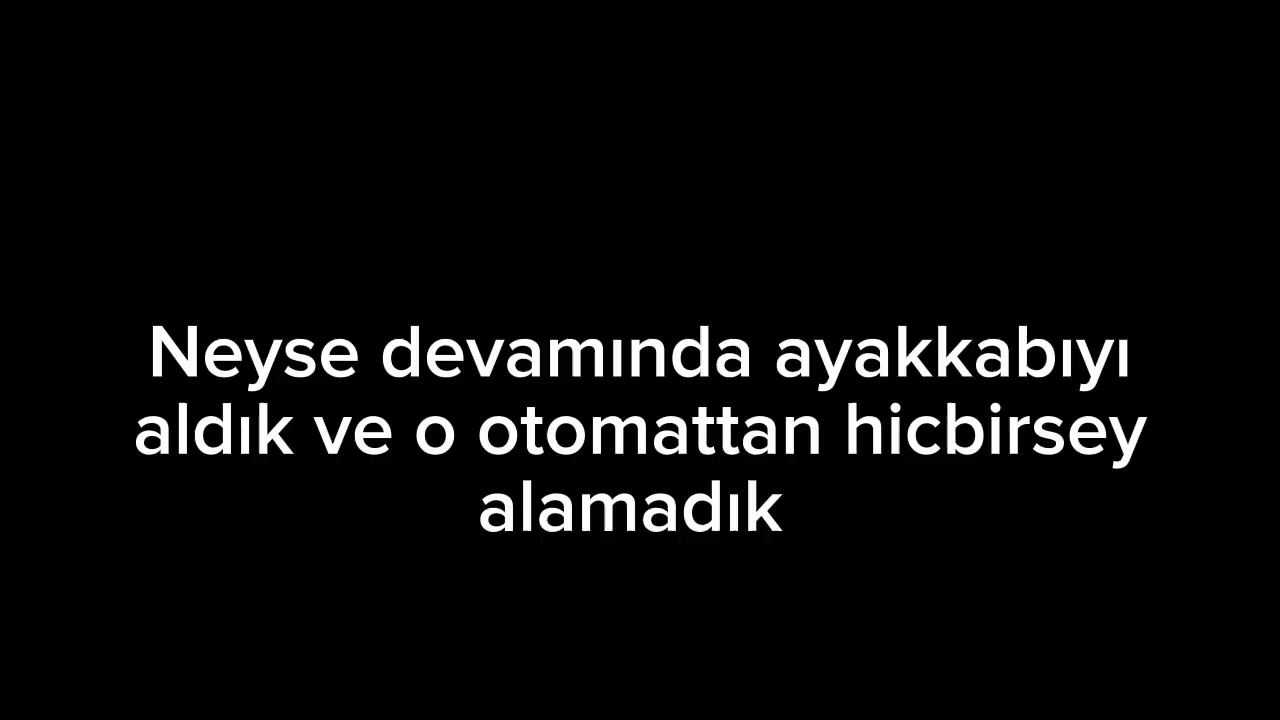 Neyse devamında ayakkabıyı
aldık ve o otomattan hicbirsey
alamadık